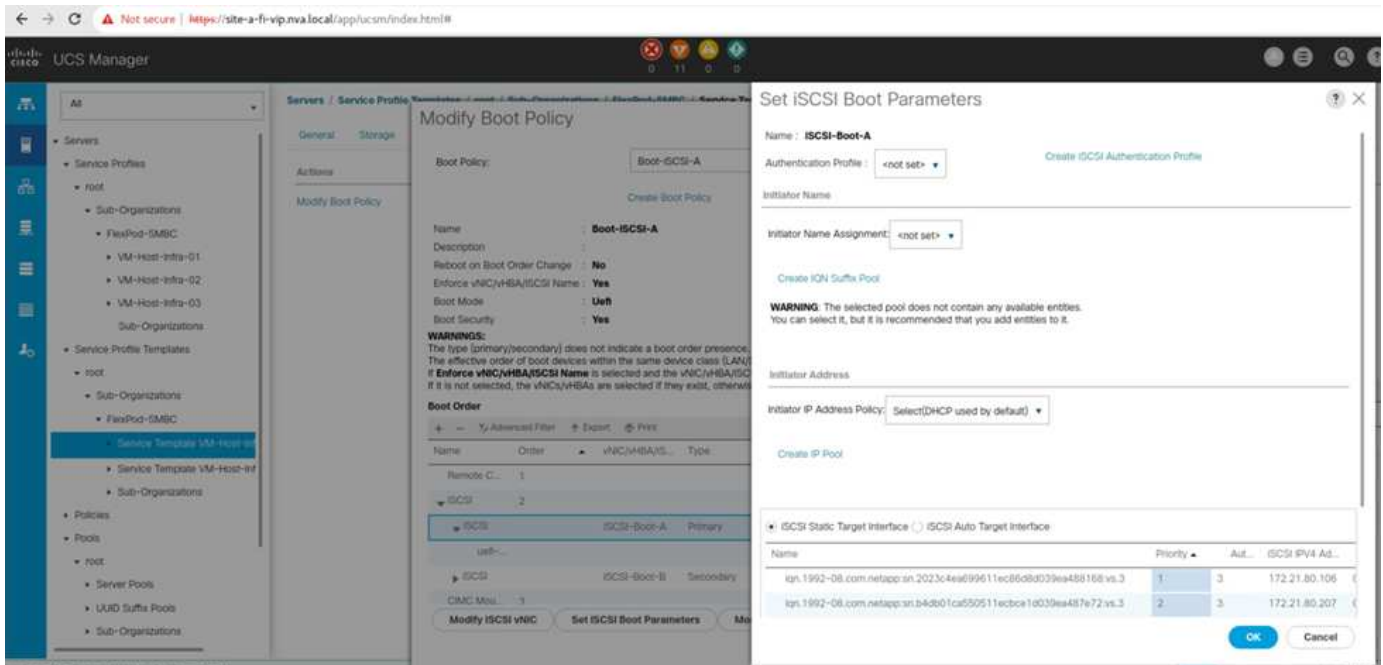 Not secure | https://site-a-fi-vip.nva.local/app/ucsm/index.html#
cisco UCS Manager
0 11 0 0
All
Servers
Service Profiles
root
Sub-Organizations
FlexPod-SMBC
VM-Host-Infra-01
VM-Host-Infra-02
VM-Host-Infra-03
Sub-Organizations
Service Profile Templates
root
Sub-Organizations
FlexPod-SMBC
Service Template VM-Host-Inf
Service Template VM-Host-Inf
Sub-Organizations
Policies
Pools
root
Server Pools
UUID Suffix Pools
Sub-Organizations
Servers / Service Profile Templates / root / Sub-Organizations / FlexPod-SMBC / Service Te
General Storage
Actions
Modify Boot Policy
Modify Boot Policy
Boot Policy: Boot-iSCSI-A
Create Boot Policy
Name : Boot-iSCSI-A
Description :
Reboot on Boot Order Change : No
Enforce vNIC/vHBA/iSCSI Name : Yes
Boot Mode : Uefi
Boot Security : Yes
WARNINGS:
The type (primary/secondary) does not indicate a boot order presence.
The effective order of boot devices within the same device class (LAN/
If Enforce vNIC/vHBA/iSCSI Name is selected and the vNIC/vHBA/iSC
If it is not selected, the vNICs/vHBAs are selected if they exist, otherwis
Boot Order
+ − Advanced Filter Export Print
Name Order vNIC/vHBA/iS... Type
Remote C... 1
iSCSI 2
iSCSI iSCSI-Boot-A Primary
uefi-...
iSCSI iSCSI-Boot-B Secondary
CIMC Mou... 3
Modify iSCSI vNIC Set iSCSI Boot Parameters Mo
Set iSCSI Boot Parameters
? ×
Name : iSCSI-Boot-A
Authentication Profile : <not set> Create iSCSI Authentication Profile
Initiator Name
Initiator Name Assignment: <not set>
Create IQN Suffix Pool
WARNING: The selected pool does not contain any available entities.
You can select it, but it is recommended that you add entities to it.
Initiator Address
Initiator IP Address Policy: Select(DHCP used by default)
Create IP Pool
iSCSI Static Target Interface iSCSI Auto Target Interface
Name Priority Aut... iSCSI IPV4 Ad...
iqn.1992-08.com.netapp:sn.2023c4ea699611ec86d8d039ea488168:vs.3 1 3 172.21.80.106
iqn.1992-08.com.netapp:sn.b4db01ca550511ecbce1d039ea487e72:vs.3 2 3 172.21.80.207
OK Cancel